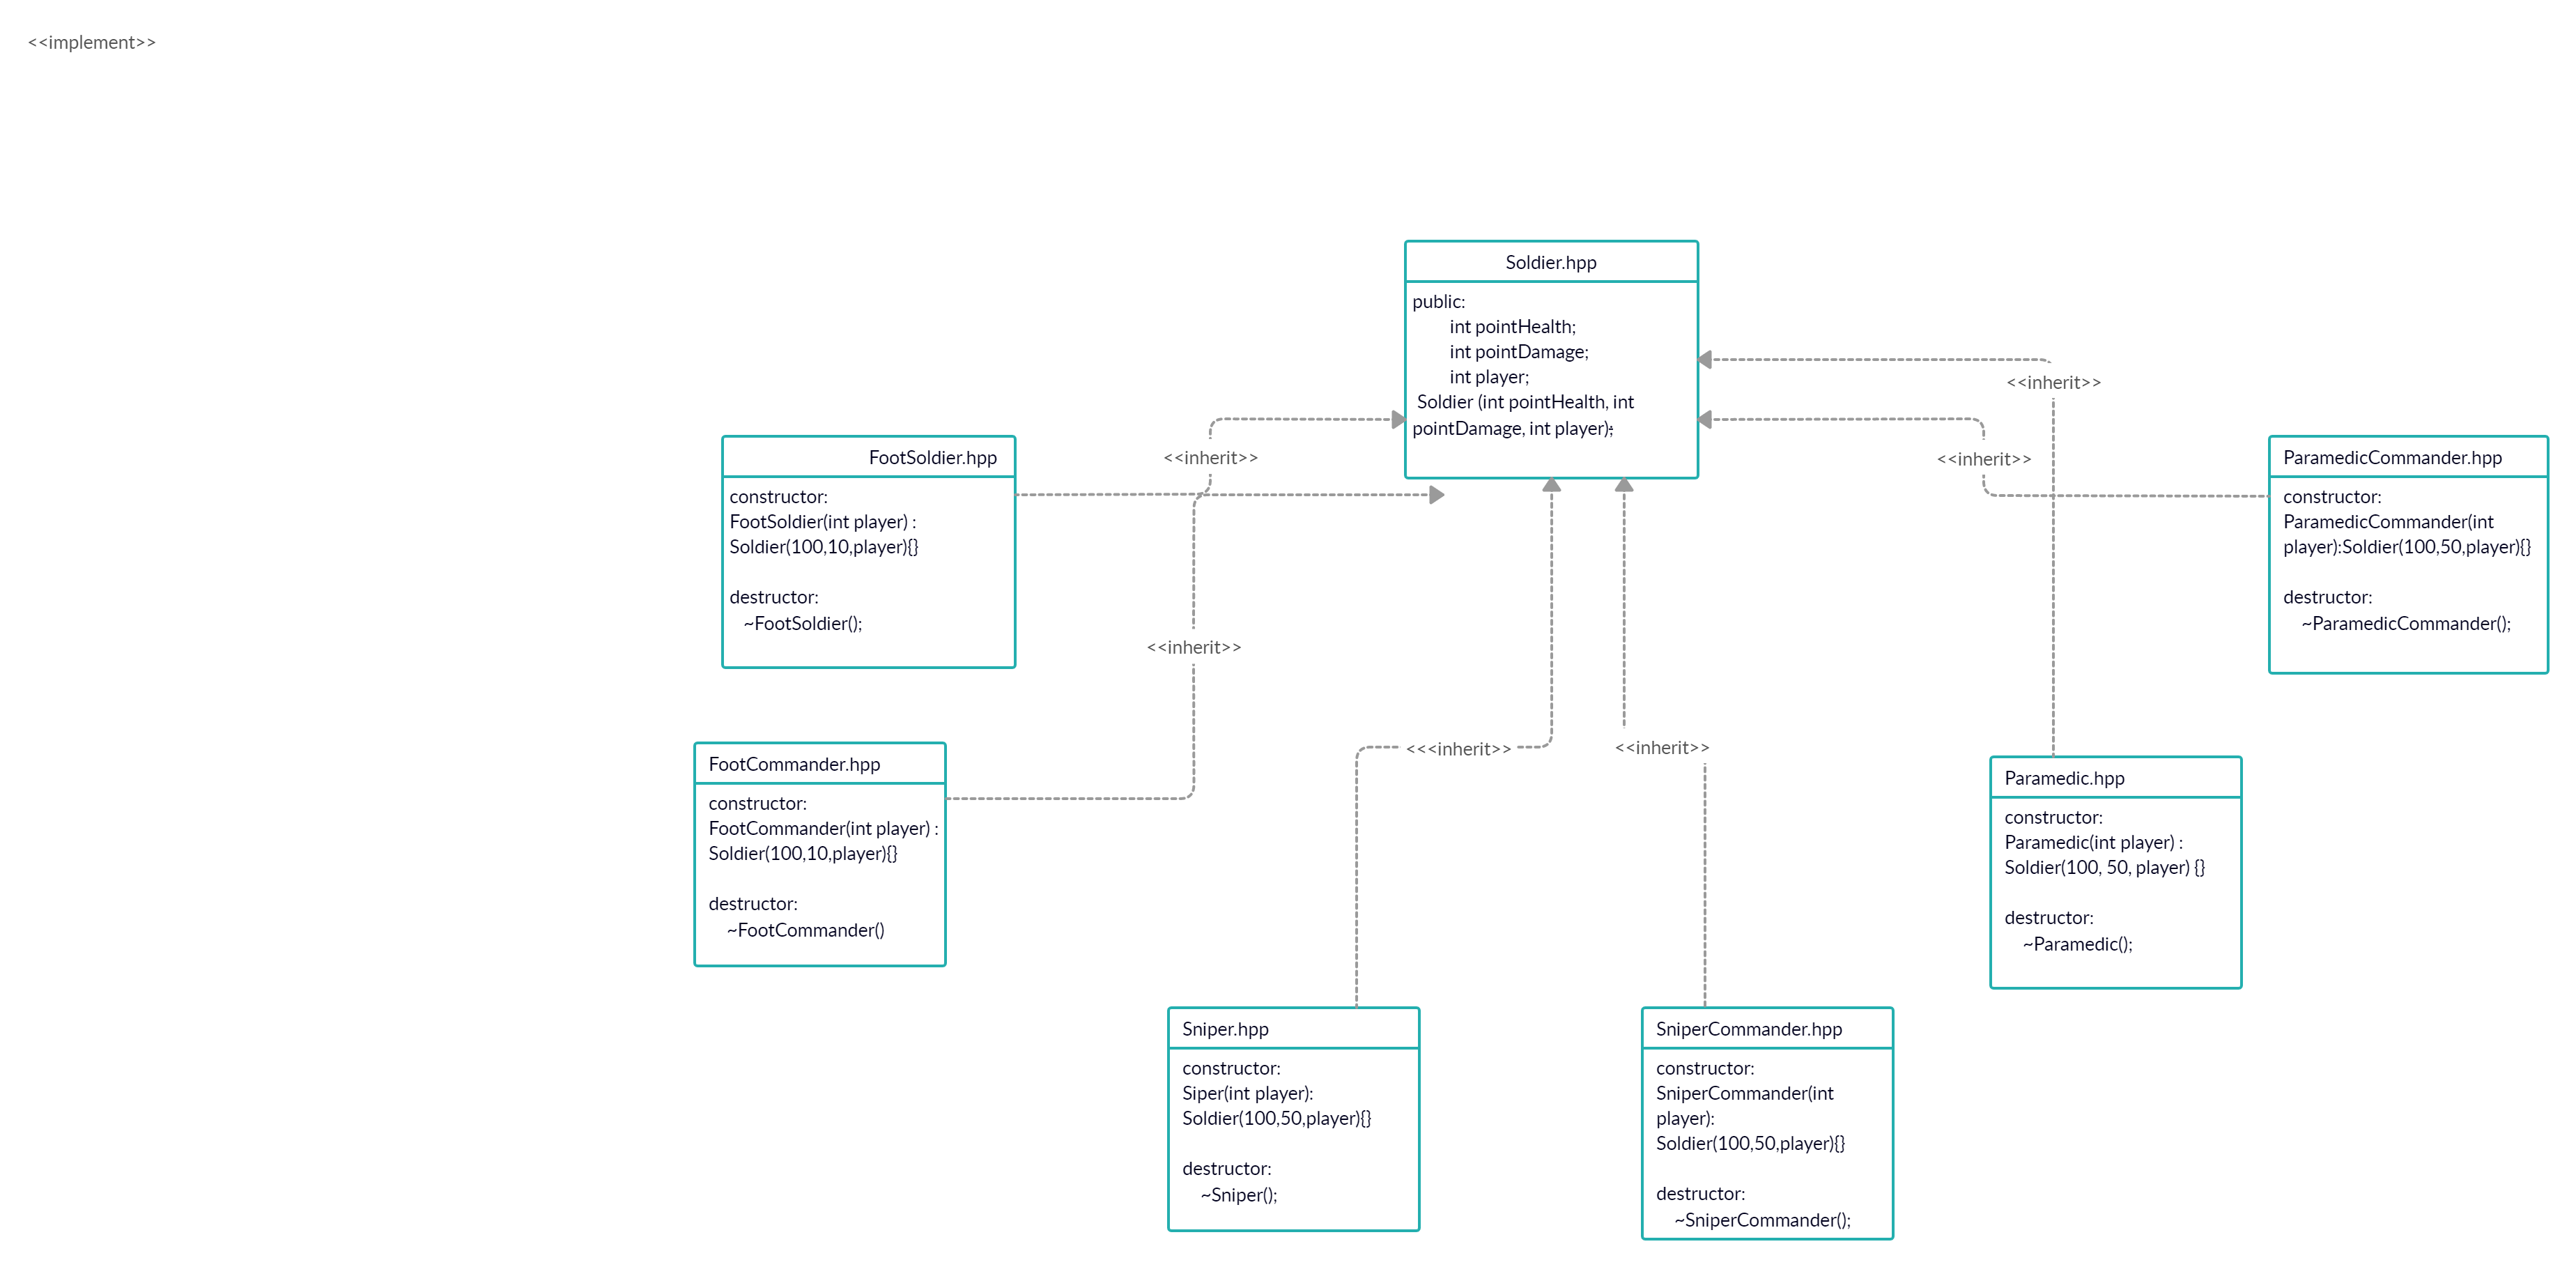 <<implement>>
Soldier.hpp
public:
int pointHealth;
int pointDamage;
int player;
Soldier (int pointHealth, int
pointDamage, int player);
<<inherit>>
<<inherit>>
<<inherit>>
<<inherit>>
<<<inherit>>
<<inherit>>
FootSoldier.hpp
constructor:
FootSoldier(int player) :
Soldier(100,10,player){}
destructor:
~FootSoldier();
ParamedicCommander.hpp
constructor:
ParamedicCommander(int
player):Soldier(100,50,player){}
destructor:
~ParamedicCommander();
FootCommander.hpp
constructor:
FootCommander(int player) :
Soldier(100,10,player){}
destructor:
~FootCommander()
Paramedic.hpp
constructor:
Paramedic(int player) :
Soldier(100, 50, player) {}
destructor:
~Paramedic();
Sniper.hpp
constructor:
Siper(int player):
Soldier(100,50,player){}
destructor:
~Sniper();
SniperCommander.hpp
constructor:
SniperCommander(int
player):
Soldier(100,50,player){}
destructor:
~SniperCommander();